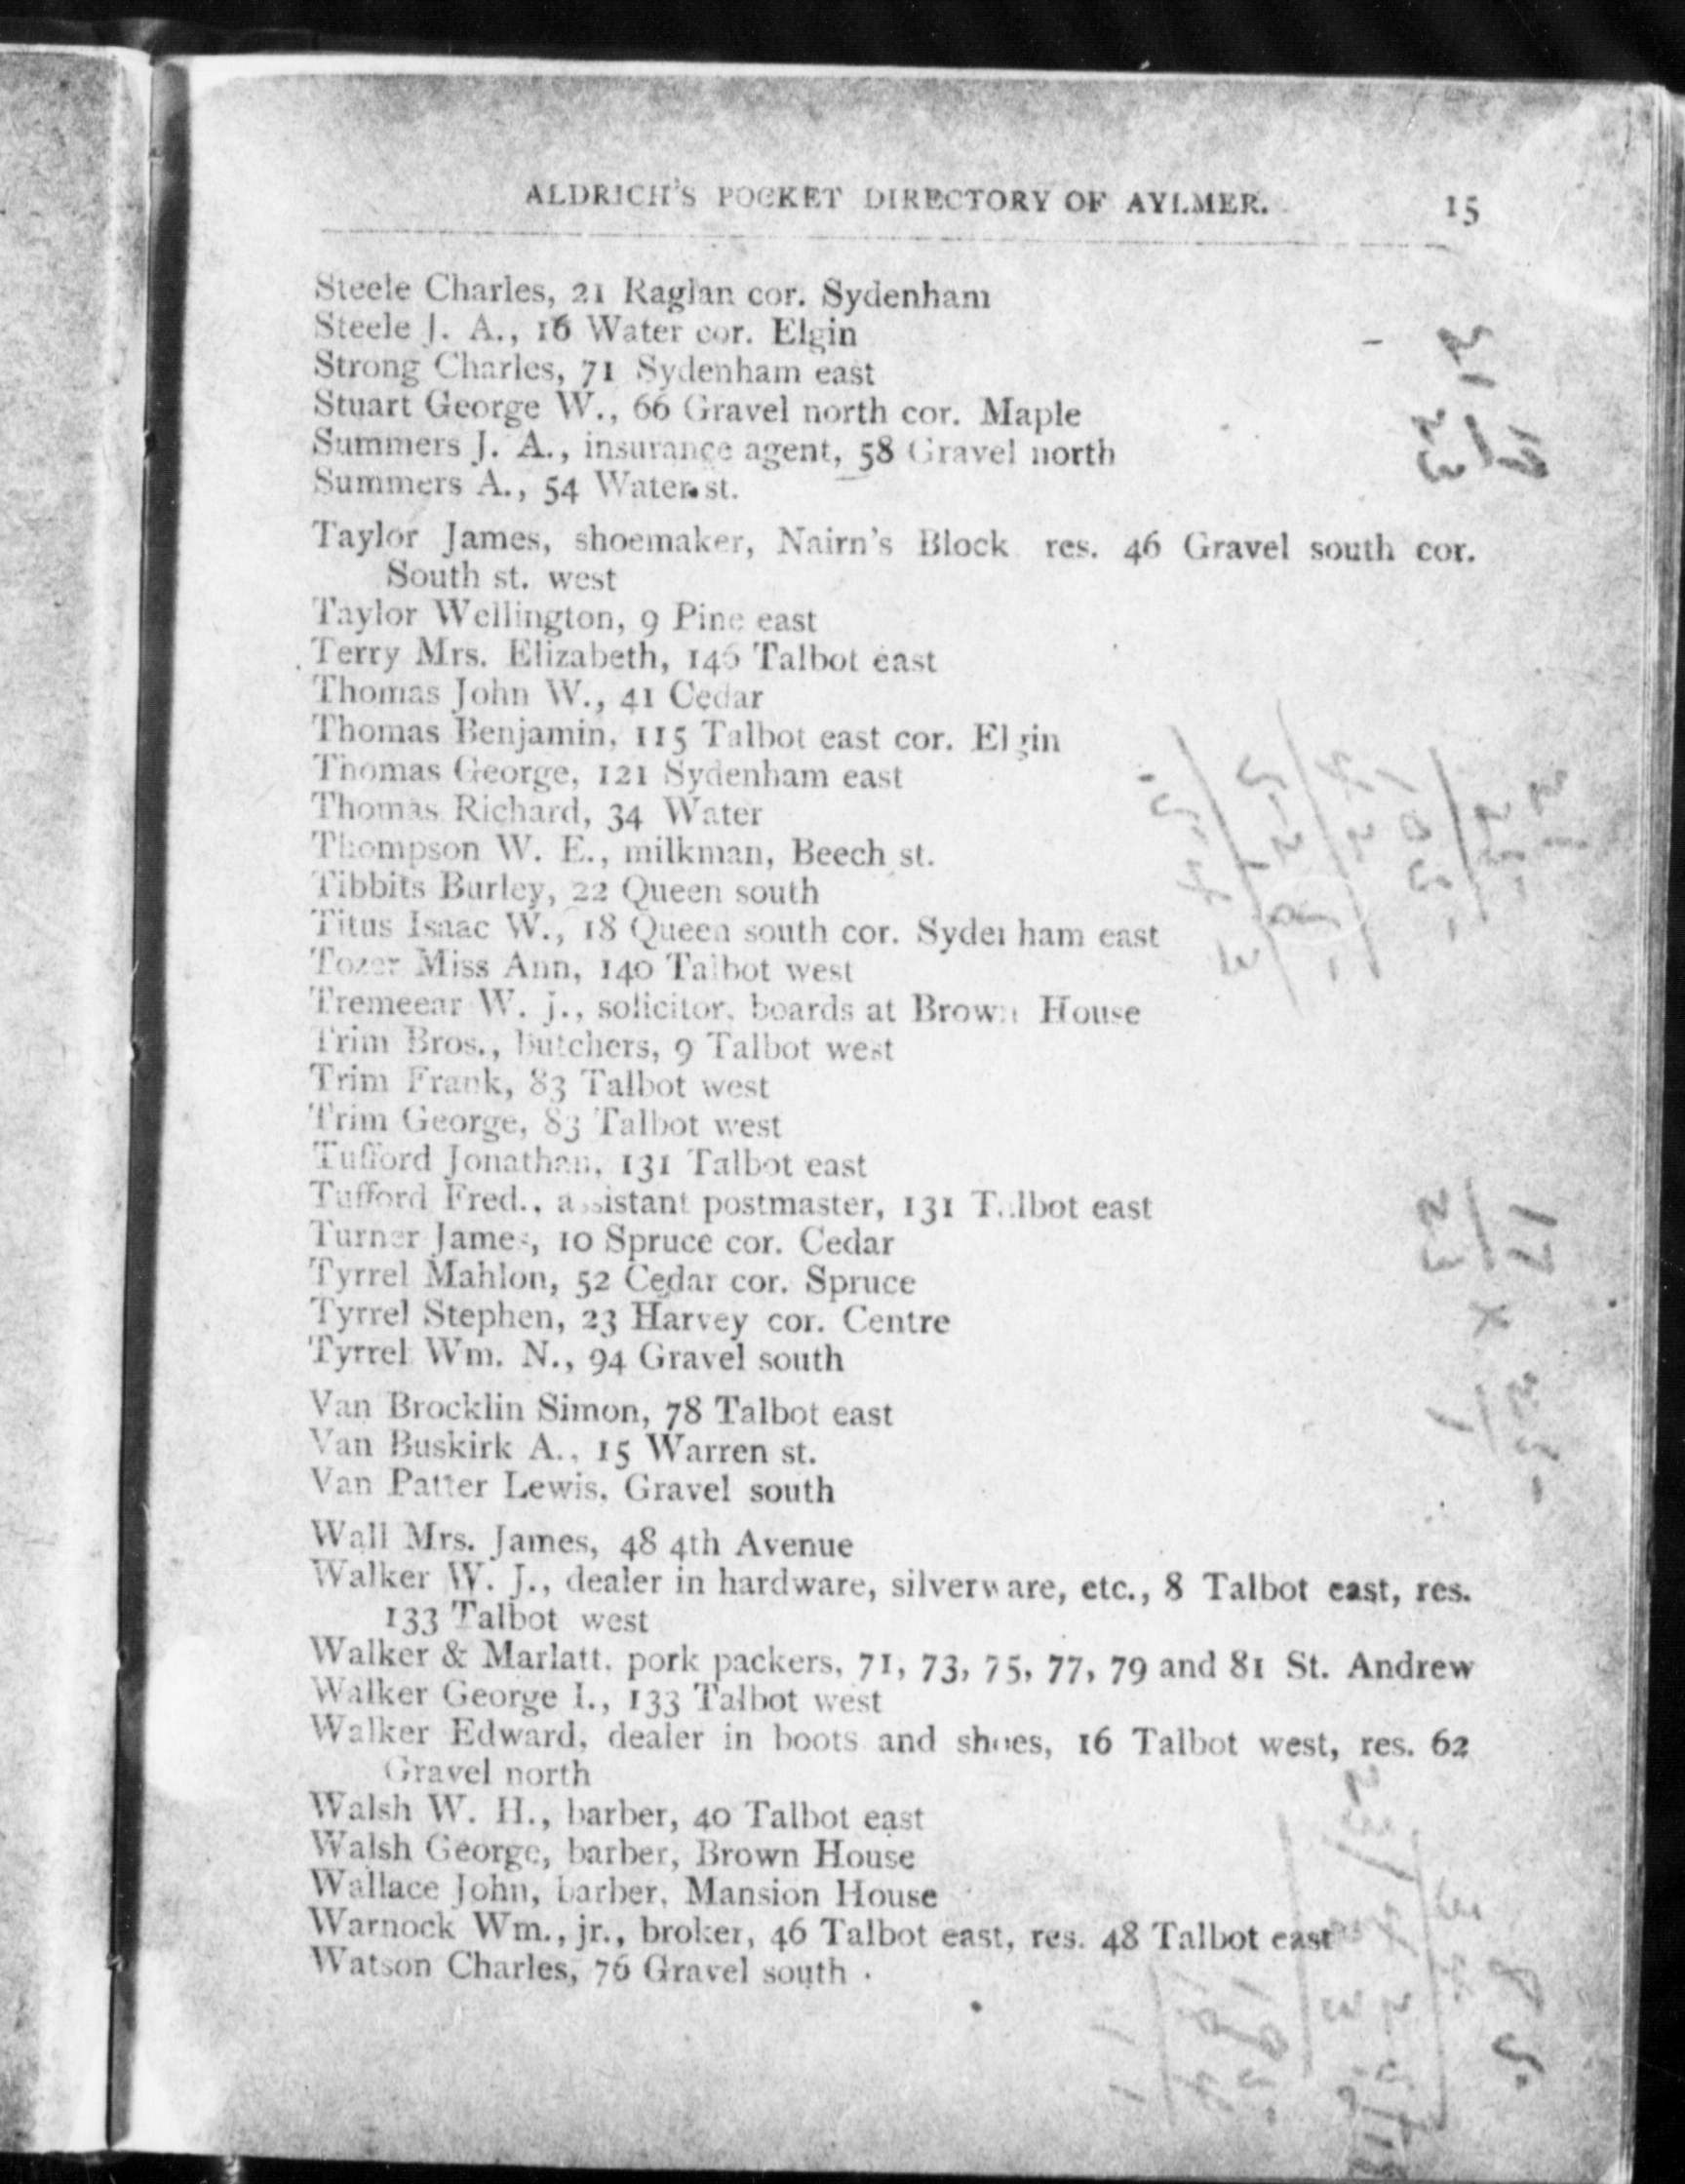 ALDRICH'S POCKET DIRECTORY OF AYLMER. 15
Steele Charles, 21 Raglan cor. Sydenham
Steele J. A., 16 Water cor. Elgin
Strong Charles, 71 Sydenham east
Stuart George W., 66 Gravel north cor. Maple
Summers J. A., insurance agent, 58 Gravel north
Summers A., 54 Water st.
Taylor James, shoemaker, Nairn's Block res. 46 Gravel south cor.
South st. west
Taylor Wellington, 9 Pine east
Terry Mrs. Elizabeth, 146 Talbot east
Thomas John W., 41 Cedar
Thomas Benjamin, 115 Talbot east cor. Elgin
Thomas George, 121 Sydenham east
Thomas Richard, 34 Water
Thompson W. E., milkman, Beech st.
Tibbits Burley, 22 Queen south
Titus Isaac W., 18 Queen south cor. Sydenham east
Tozer Miss Ann, 140 Talbot west
Tremeear W. J., solicitor, boards at Brown House
Trim Bros., butchers, 9 Talbot west
Trim Frank, 83 Talbot west
Trim George, 83 Talbot west
Tufford Jonathan, 131 Talbot east
Tufford Fred., assistant postmaster, 131 Talbot east
Turner James, 10 Spruce cor. Cedar
Tyrrel Mahlon, 52 Cedar cor. Spruce
Tyrrel Stephen, 23 Harvey cor. Centre
Tyrrel Wm. N., 94 Gravel south
Van Brocklin Simon, 78 Talbot east
Van Buskirk A., 15 Warren st.
Van Patter Lewis, Gravel south
Wall Mrs. James, 48 4th Avenue
Walker W. J., dealer in hardware, silverware, etc., 8 Talbot east, res.
133 Talbot west
Walker & Marlatt, pork packers, 71, 73, 75, 77, 79 and 81 St. Andrew
Walker George I., 133 Talbot west
Walker Edward, dealer in boots and shoes, 16 Talbot west, res. 62
Gravel north
Walsh W. H., barber, 40 Talbot east
Walsh George, barber, Brown House
Wallace John, barber, Mansion House
Warnock Wm., jr., broker, 46 Talbot east, res. 48 Talbot east
Watson Charles, 76 Gravel south